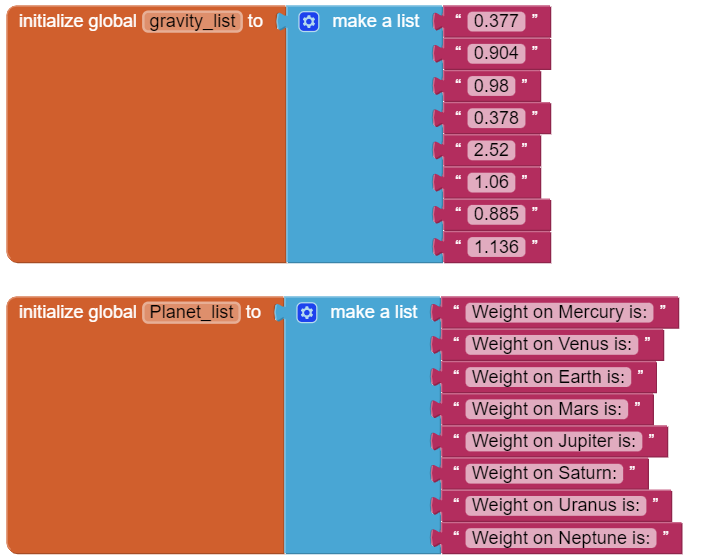 initialize global gravity_list to make a list " 0.377 "
" 0.904 "
" 0.98 "
" 0.378 "
" 2.52 "
" 1.06 "
" 0.885 "
" 1.136 "
initialize global Planet_list to make a list " Weight on Mercury is: "
" Weight on Venus is: "
" Weight on Earth is: "
" Weight on Mars is: "
" Weight on Jupiter is: "
" Weight on Saturn: "
" Weight on Uranus is: "
" Weight on Neptune is: "